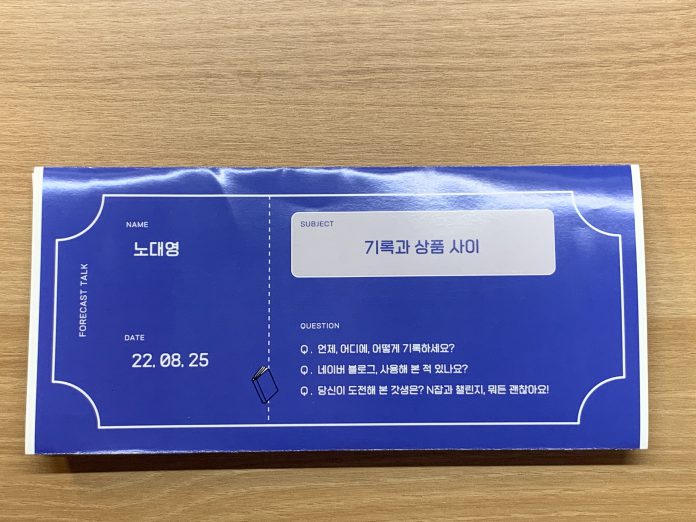 FORECAST TALK
NAME
노대영
DATE
22. 08. 25
SUBJECT
기록과 상품 사이
QUESTION
Q. 언제, 어디에, 어떻게 기록하세요?
Q. 네이버 블로그, 사용해 본 적 있나요?
Q. 당신이 도전해 본 갓생은? N잡과 챌린지, 뭐든 괜찮아요!